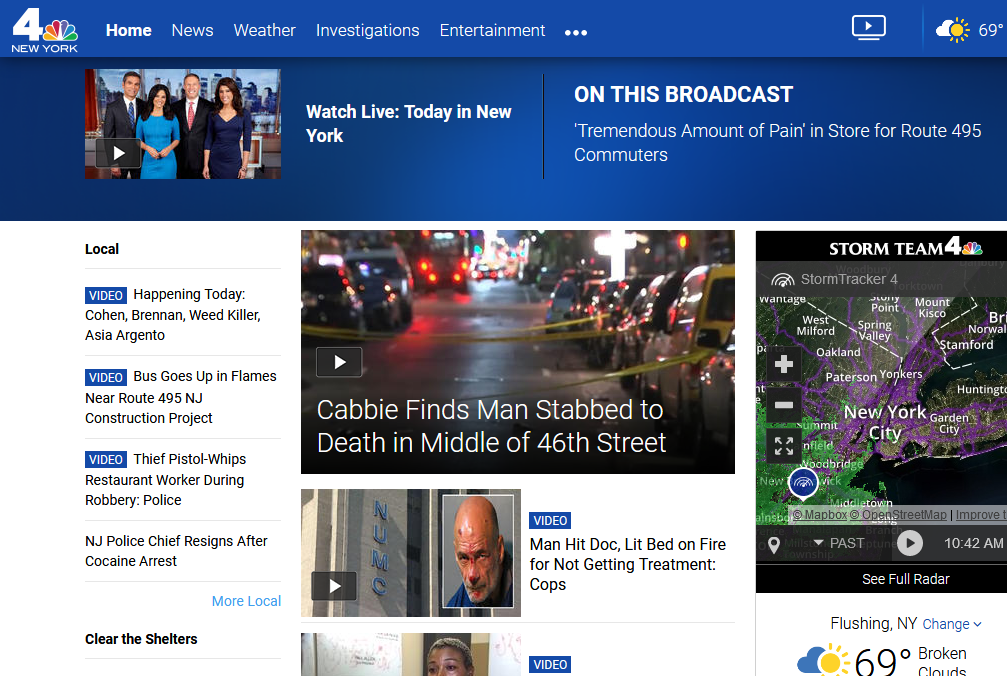 4
NEW YORK
Home News Weather Investigations Entertainment
69°
Watch Live: Today in New
York
ON THIS BROADCAST
'Tremendous Amount of Pain' in Store for Route 495
Commuters
Local
VIDEO Happening Today:
Cohen, Brennan, Weed Killer,
Asia Argento
VIDEO Bus Goes Up in Flames
Near Route 495 NJ
Construction Project
VIDEO Thief Pistol-Whips
Restaurant Worker During
Robbery: Police
NJ Police Chief Resigns After
Cocaine Arrest
More Local
Clear the Shelters
Cabbie Finds Man Stabbed to
Death in Middle of 46th Street
NUMC
VIDEO
Man Hit Doc, Lit Bed on Fire
for Not Getting Treatment:
Cops
VIDEO
STORM TEAM 4
StormTracker 4
Wantage
Stony
Point
Mount
Kisco
West
Milford
Spring
Valley
Norwal
Stamford
Oakland
Paterson
Yonkers
Huntingto
New York
City
Garden
City
Woodbridge
Middletown
© Mapbox © OpenStreetMap | Improve t
PAST
10:42 AM
See Full Radar
Flushing, NY Change
69° Broken
Clouds